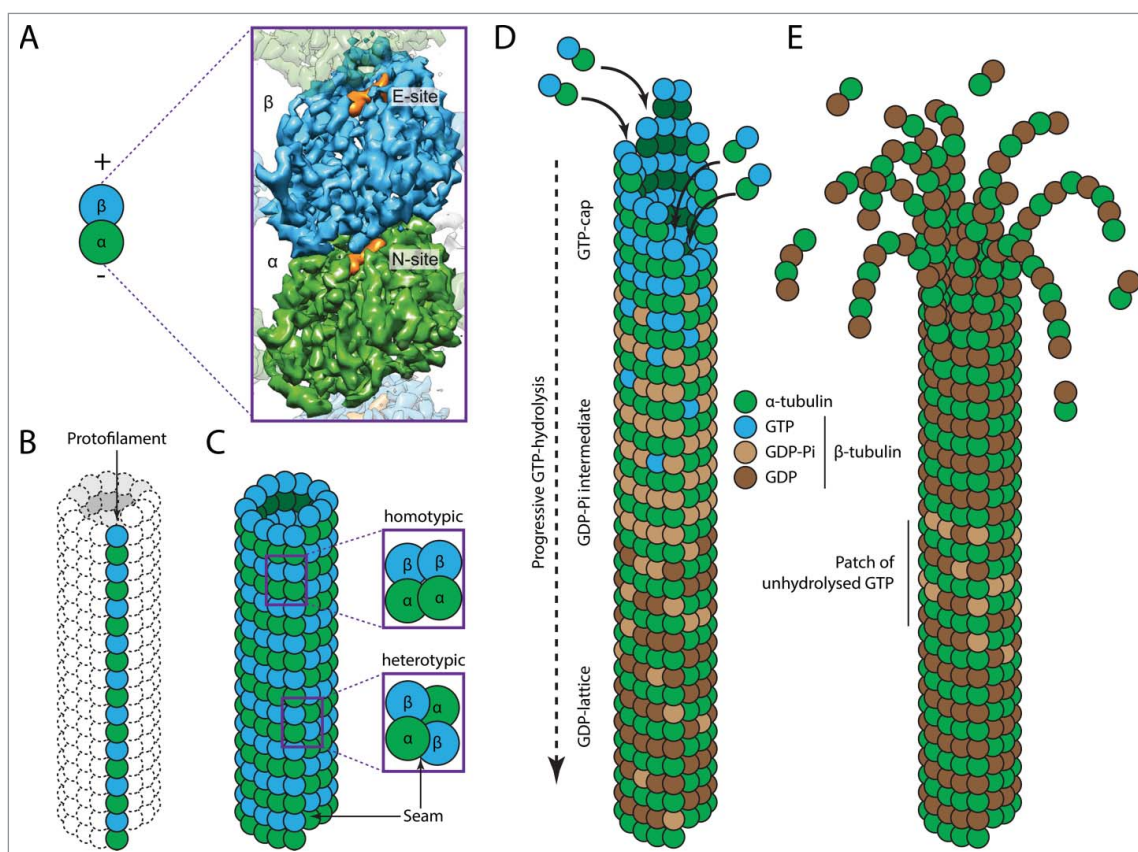 A
+
β
α
-
β
E-site
α
N-site
B
Protofilament
C
homotypic
β β
α α
heterotypic
β α
α β
Seam
D
GTP-cap
Progressive GTP-hydrolysis
GDP-Pi intermediate
GDP-lattice
α-tubulin
GTP
GDP-Pi
GDP
β-tubulin
E
Patch of
unhydrolysed GTP